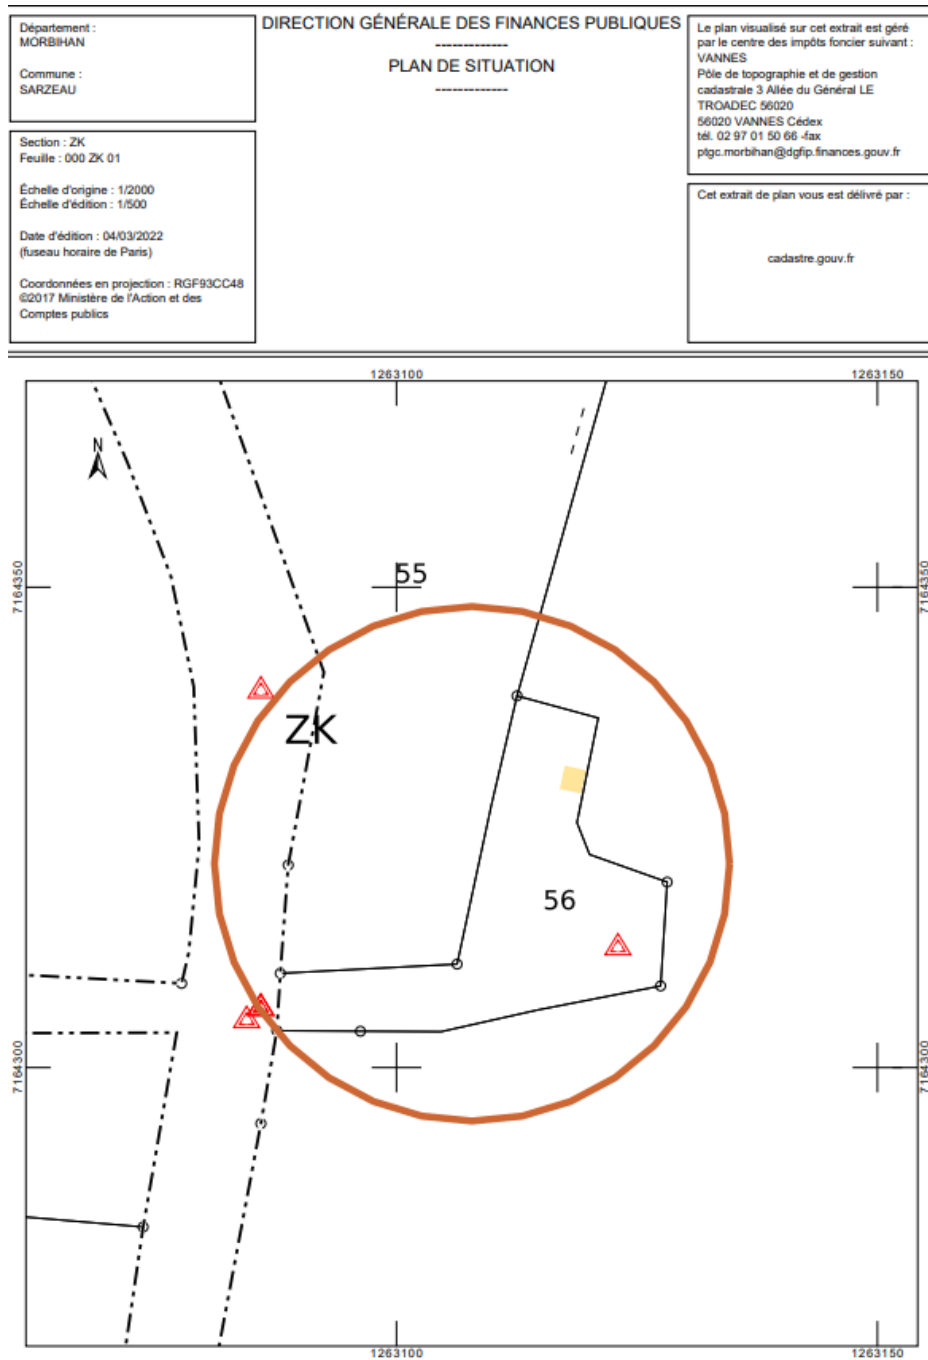 Département :
MORBIHAN
Commune :
SARZEAU
Section : ZK
Feuille : 000 ZK 01
Échelle d'origine : 1/2000
Échelle d'édition : 1/500
Date d'édition : 04/03/2022
(fuseau horaire de Paris)
Coordonnées en projection : RGF93CC48
©2017 Ministère de l'Action et des
Comptes publics
DIRECTION GÉNÉRALE DES FINANCES PUBLIQUES
-------------
PLAN DE SITUATION
-------------
Le plan visualisé sur cet extrait est géré
par le centre des impôts foncier suivant :
VANNES
Pôle de topographie et de gestion
cadastrale 3 Allée du Général LE
TROADEC 56020
56020 VANNES Cédex
tél. 02 97 01 50 66 -fax
ptgc.morbihan@dgfip.finances.gouv.fr
Cet extrait de plan vous est délivré par :
cadastre.gouv.fr
1263100
1263150
N
7164350
55
7164350
ZK
56
7164300
7164300
1263100
1263150